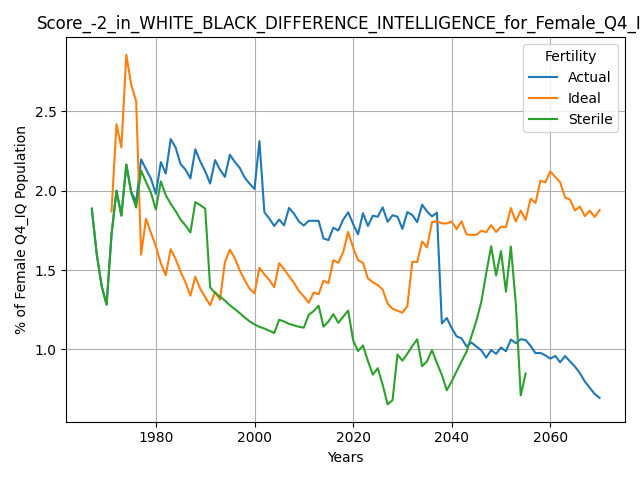 Score_-2_in_WHITE_BLACK_DIFFERENCE_INTELLIGENCE_for_Female_Q4_I
Fertility
Actual
Ideal
Sterile
% of Female Q4_IQ Population
2.5
2.0
1.5
1.0
1980 2000 2020 2040 2060
Years